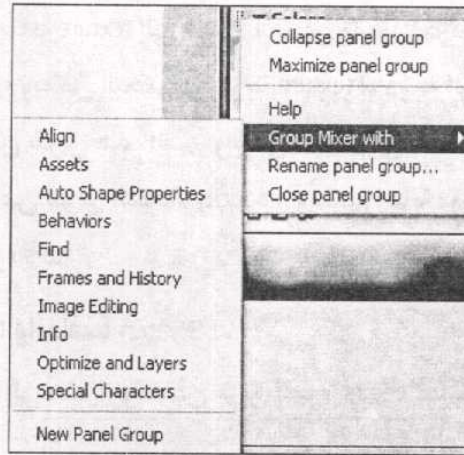 Colors
Collapse panel group
Maximize panel group
Help
Group Mixer with
Rename panel group...
Close panel group
Align
Assets
Auto Shape Properties
Behaviors
Find
Frames and History
Image Editing
Info
Optimize and Layers
Special Characters
New Panel Group